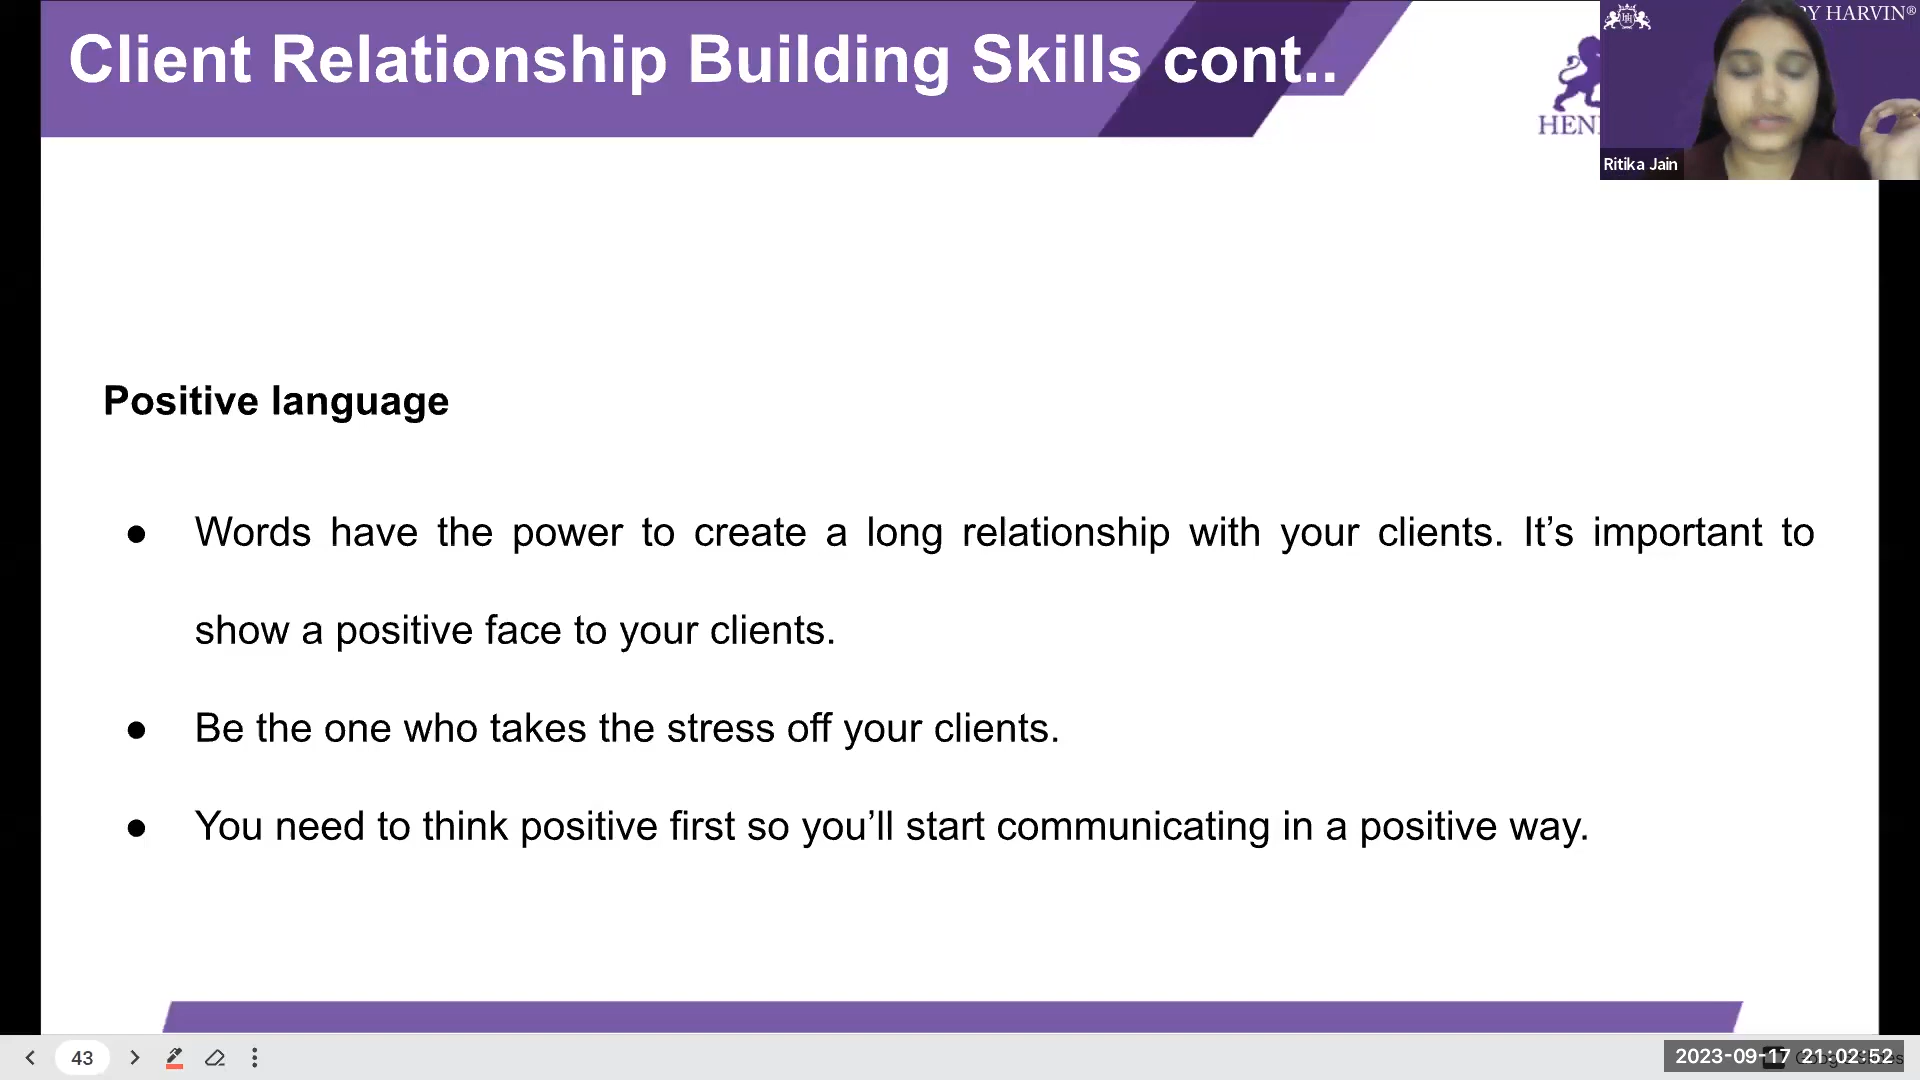 Client Relationship Building Skills cont..
RY HARVIN®
HEN
Ritika Jain
Positive language
● Words have the power to create a long relationship with your clients. It’s important to
show a positive face to your clients.
● Be the one who takes the stress off your clients.
● You need to think positive first so you’ll start communicating in a positive way.
43
2023-09-17 21:02:52